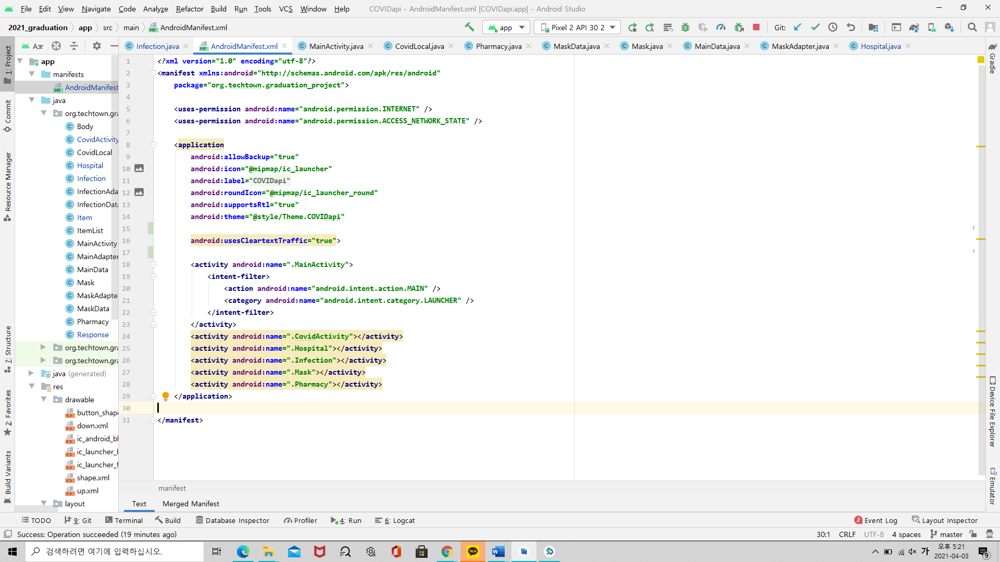 File Edit View Navigate Code Analyze Refactor Build Run Tools VCS Window Help COVIDapi - AndroidManifest.xml [COVIDapi.app] - Android Studio
2021_graduation app src main AndroidManifest.xml app Pixel 2 API 30 2 Git:
A.. Infection.java AndroidManifest.xml MainActivity.java CovidLocal.java Pharmacy.java MaskData.java Mask.java MainData.java MaskAdapter.java Hospital.java
1: Project
Commit
Resource Manager
7: Structure
2: Favorites
Build Variants
app
manifests
AndroidManifest
java
org.techtown.gra
Body
CovidActivity
CovidLocal
Hospital
Infection
InfectionAda
InfectionData
Item
ItemList
MainActivity
MainAdapter
MainData
Mask
MaskAdapte
MaskData
Pharmacy
Response
org.techtown.gra
org.techtown.gra
java (generated)
res
drawable
button_shap
down.xml
ic_android_bl
ic_launcher_b
ic_launcher_f
shape.xml
up.xml
layout
1 <?xml version="1.0" encoding="utf-8"?>
2 <manifest xmlns:android="http://schemas.android.com/apk/res/android"
3 package="org.techtown.graduation_project">
4
5 <uses-permission android:name="android.permission.INTERNET" />
6 <uses-permission android:name="android.permission.ACCESS_NETWORK_STATE" />
7
8 <application
9 android:allowBackup="true"
10 android:icon="@mipmap/ic_launcher"
11 android:label="COVIDapi"
12 android:roundIcon="@mipmap/ic_launcher_round"
13 android:supportsRtl="true"
14 android:theme="@style/Theme.COVIDapi"
15
16 android:usesCleartextTraffic="true">
17
18 <activity android:name=".MainActivity">
19 <intent-filter>
20 <action android:name="android.intent.action.MAIN" />
21 <category android:name="android.intent.category.LAUNCHER" />
22 </intent-filter>
23 </activity>
24 <activity android:name=".CovidActivity"></activity>
25 <activity android:name=".Hospital"></activity>
26 <activity android:name=".Infection"></activity>
27 <activity android:name=".Mask"></activity>
28 <activity android:name=".Pharmacy"></activity>
29 </application>
30
31 </manifest>
Gradle
Device File Explorer
Emulator
manifest
Text Merged Manifest
TODO 9: Git Terminal Build Database Inspector Profiler 4: Run 6: Logcat 2 Event Log Layout Inspector
Success: Operation succeeded (19 minutes ago) 30:1 CRLF UTF-8 4 spaces master
검색하려면 여기에 입력하십시오. TALK 가 오후 5:21
2021-04-03 9